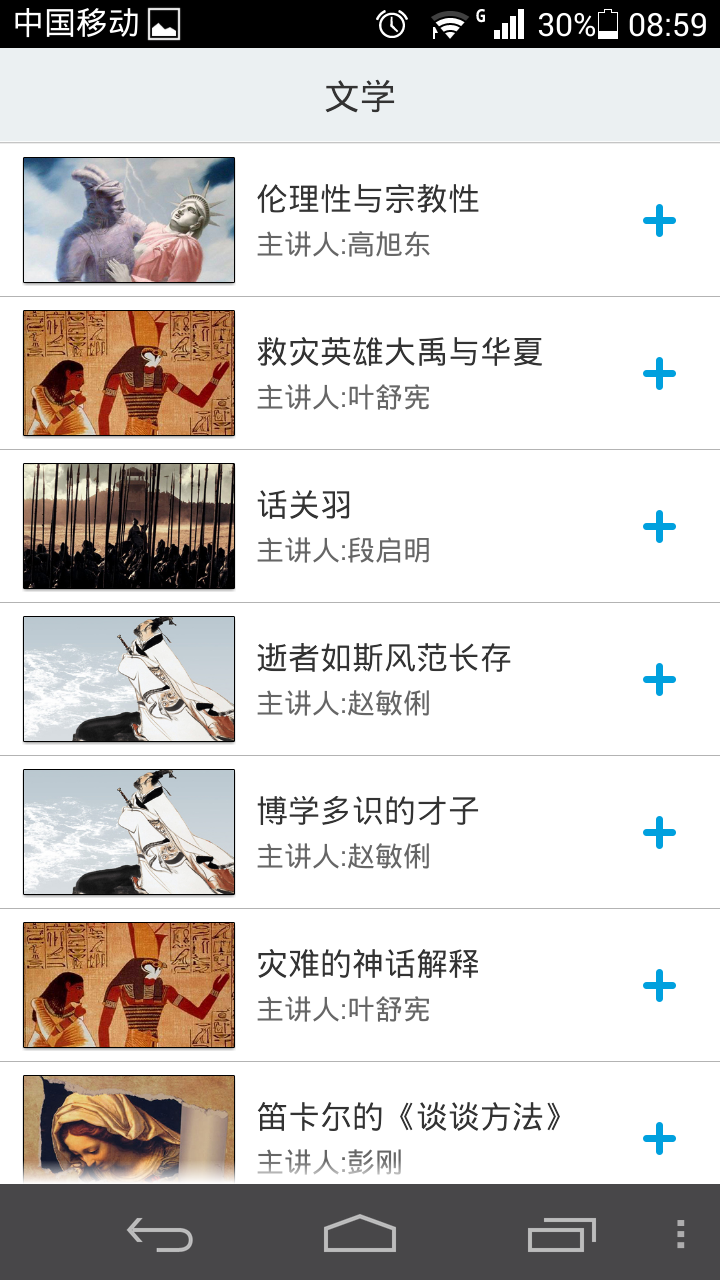 中国移动 G 30% 08:59
文学
伦理性与宗教性
主讲人:高旭东
救灾英雄大禹与华夏
主讲人:叶舒宪
话关羽
主讲人:段启明
逝者如斯风范长存
主讲人:赵敏俐
博学多识的才子
主讲人:赵敏俐
灾难的神话解释
主讲人:叶舒宪
笛卡尔的《谈谈方法》
主讲人:彭刚